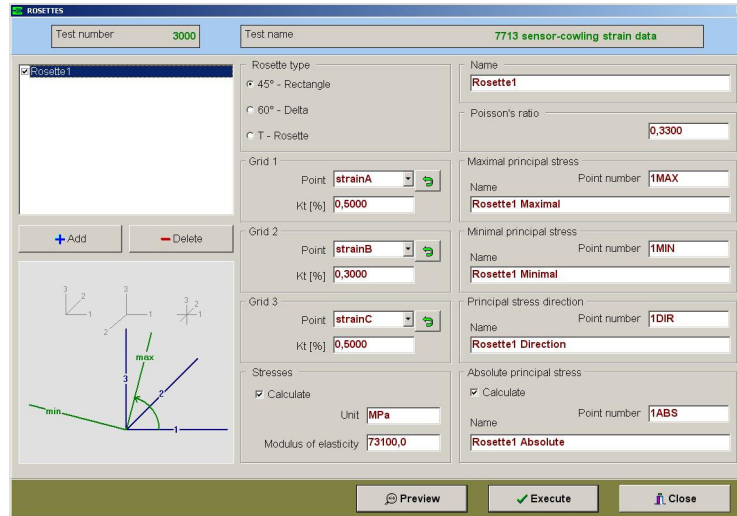 ROSETTES
Test number 3000
Test name 7713 sensor-cowling strain data
Rosette1
Add Delete
3 2 1
3 1 2
3 2 1
max
3
2
min
1
Rosette type
45° - Rectangle
60° - Delta
T - Rosette
Grid 1
Point strainA
Kt [%] 0,5000
Grid 2
Point strainB
Kt [%] 0,3000
Grid 3
Point strainC
Kt [%] 0,5000
Stresses
Calculate
Unit MPa
Modulus of elasticity 73100,0
Name
Rosette1
Poisson's ratio
0,3300
Maximal principal stress
Point number 1MAX
Name
Rosette1 Maximal
Minimal principal stress
Point number 1MIN
Name
Rosette1 Minimal
Principal stress direction
Point number 1DIR
Name
Rosette1 Direction
Absolute principal stress
Calculate
Point number 1ABS
Name
Rosette1 Absolute
Preview Execute Close